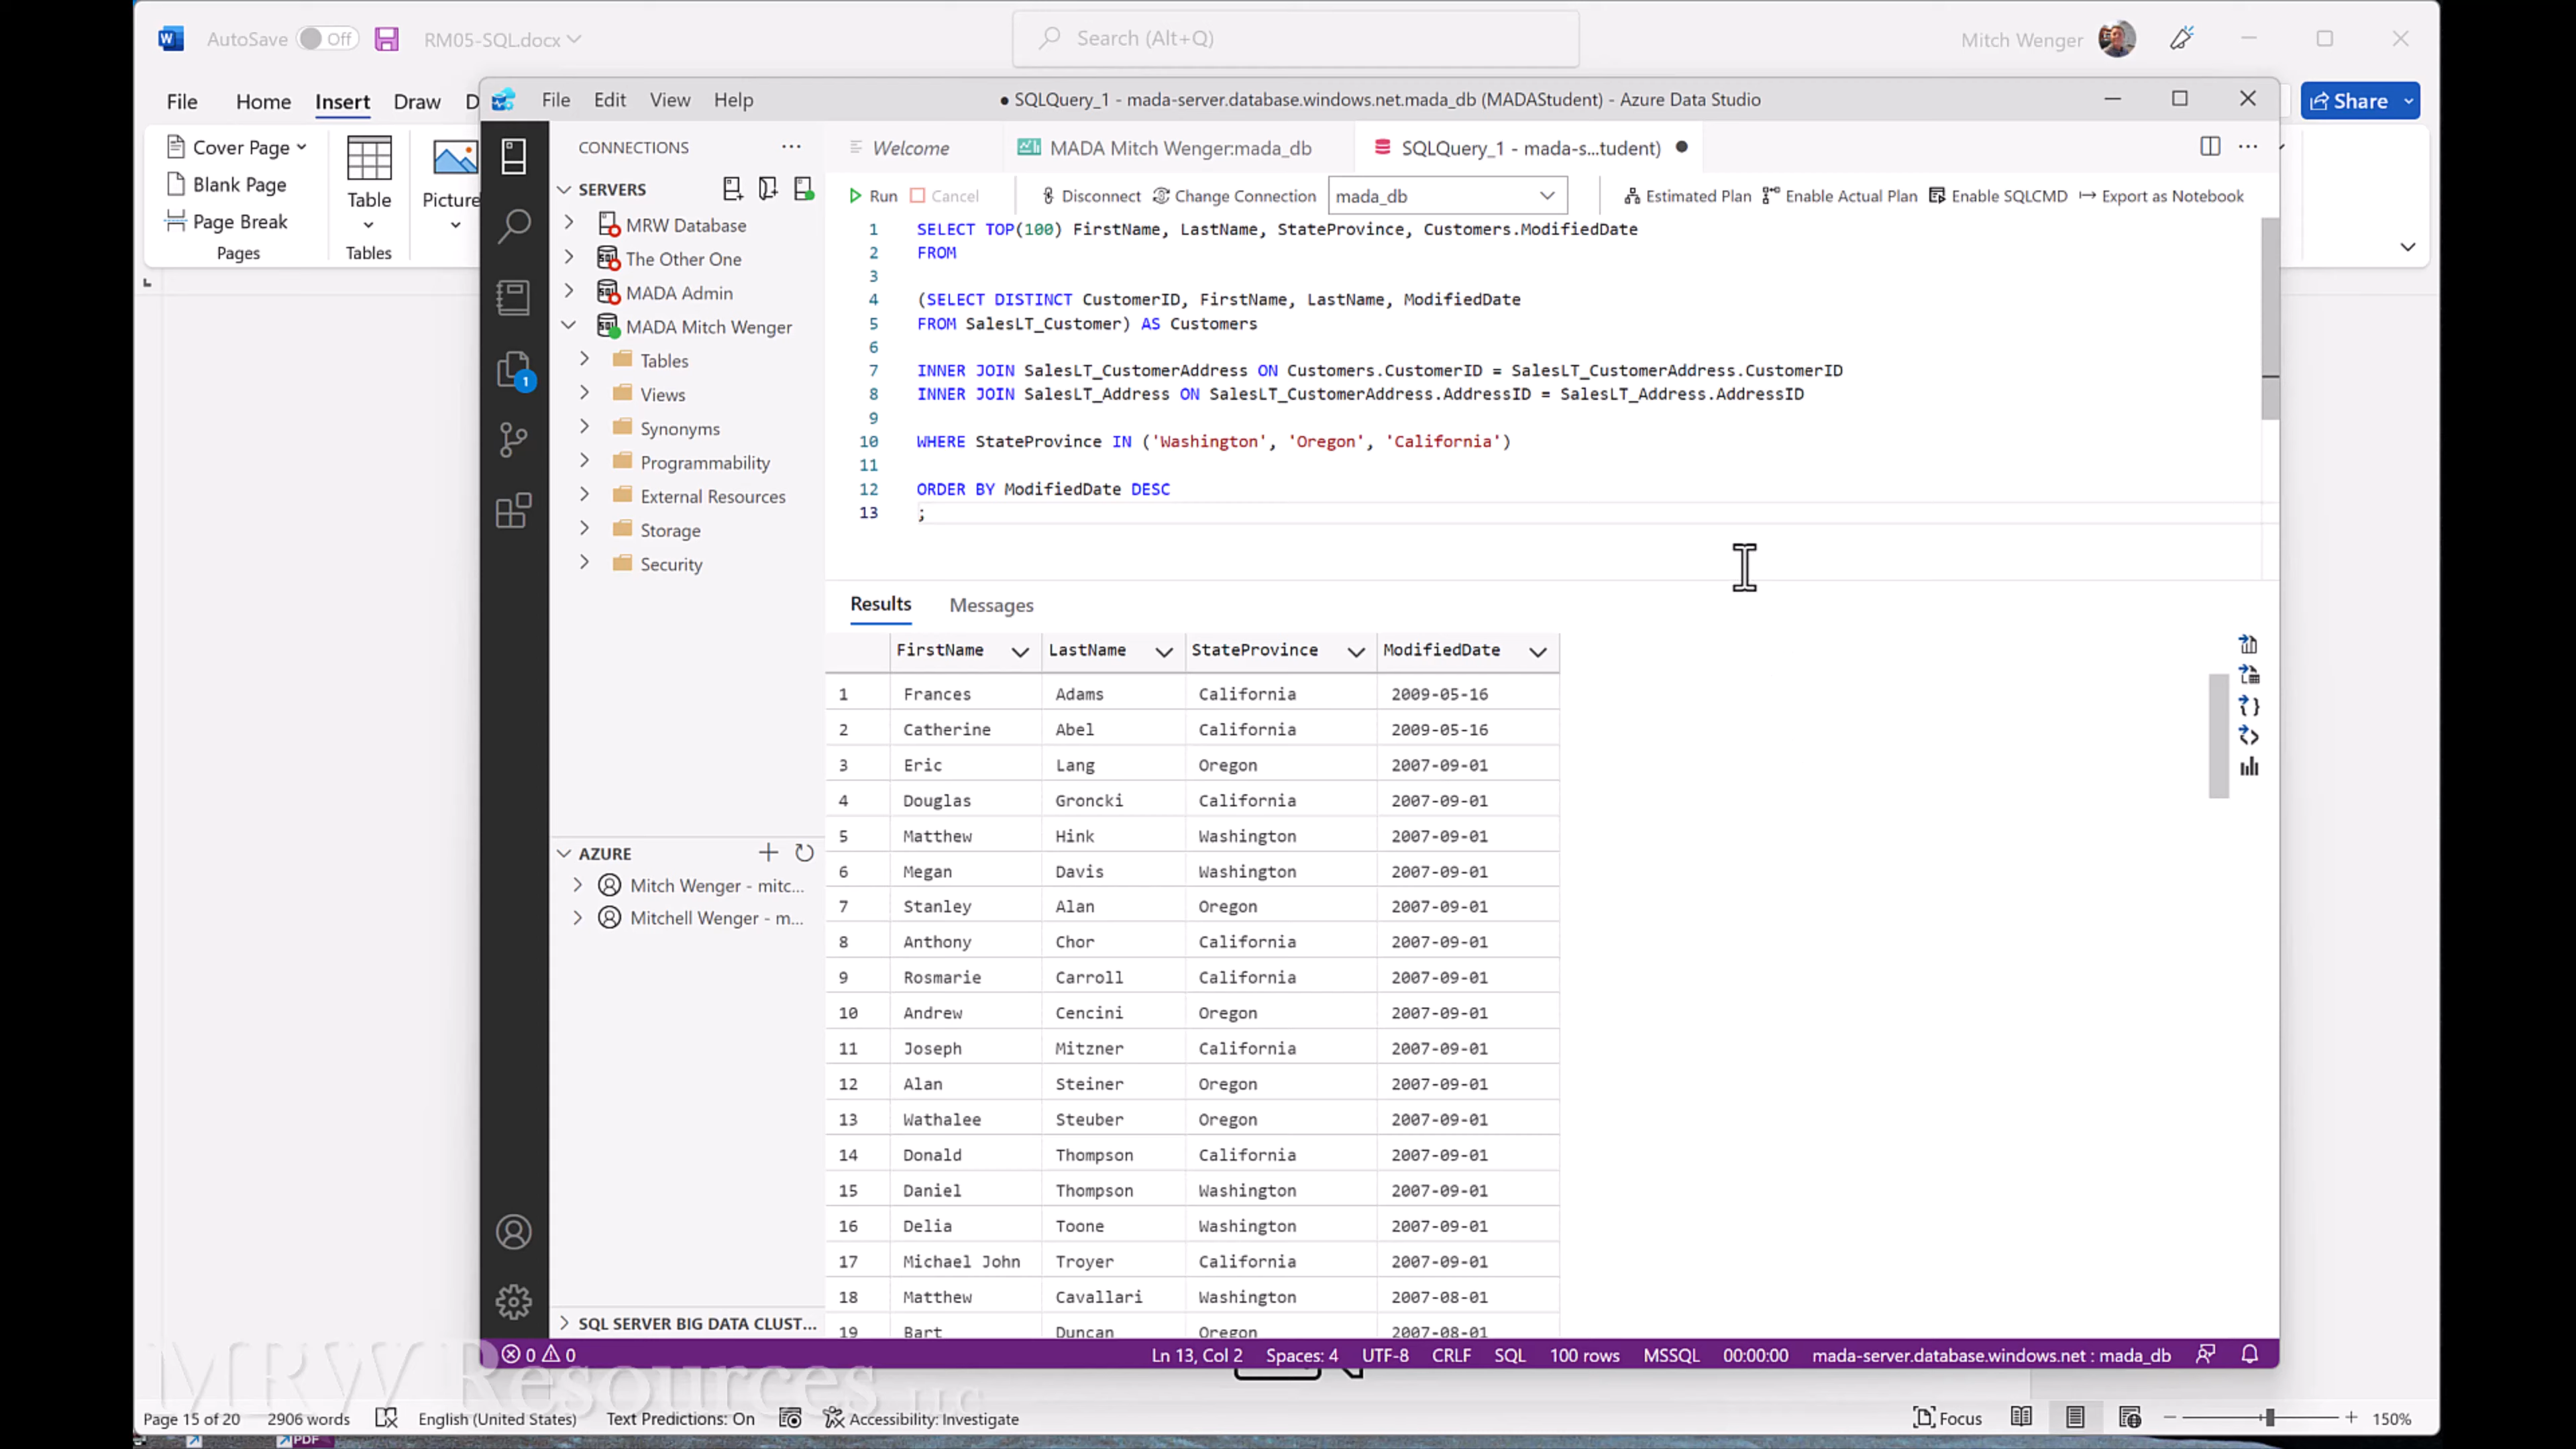 AutoSave Off RM05-SQL.docx Search (Alt+Q) Mitch Wenger
File Home Insert Draw D Share
Cover Page
Blank Page
Page Break
Pages
Table
Tables
Picture
File Edit View Help ● SQLQuery_1 - mada-server.database.windows.net.mada_db (MADAStudent) - Azure Data Studio
CONNECTIONS ...
SERVERS
MRW Database
The Other One
MADA Admin
MADA Mitch Wenger
Tables
Views
Synonyms
Programmability
External Resources
Storage
Security
1
AZURE
Mitch Wenger - mitc...
Mitchell Wenger - m...
SQL SERVER BIG DATA CLUST...
Welcome MADA Mitch Wenger:mada_db SQLQuery_1 - mada-s...tudent) ●
Run Cancel Disconnect Change Connection mada_db Estimated Plan Enable Actual Plan Enable SQLCMD Export as Notebook
1 SELECT TOP(100) FirstName, LastName, StateProvince, Customers.ModifiedDate
2 FROM
3
4 (SELECT DISTINCT CustomerID, FirstName, LastName, ModifiedDate
5 FROM SalesLT_Customer) AS Customers
6
7 INNER JOIN SalesLT_CustomerAddress ON Customers.CustomerID = SalesLT_CustomerAddress.CustomerID
8 INNER JOIN SalesLT_Address ON SalesLT_CustomerAddress.AddressID = SalesLT_Address.AddressID
9
10 WHERE StateProvince IN ('Washington', 'Oregon', 'California')
11
12 ORDER BY ModifiedDate DESC
13 ;
Results Messages
FirstName LastName StateProvince ModifiedDate
1 Frances Adams California 2009-05-16
2 Catherine Abel California 2009-05-16
3 Eric Lang Oregon 2007-09-01
4 Douglas Groncki California 2007-09-01
5 Matthew Hink Washington 2007-09-01
6 Megan Davis Washington 2007-09-01
7 Stanley Alan Oregon 2007-09-01
8 Anthony Chor California 2007-09-01
9 Rosmarie Carroll California 2007-09-01
10 Andrew Cencini Oregon 2007-09-01
11 Joseph Mitzner California 2007-09-01
12 Alan Steiner Oregon 2007-09-01
13 Wathalee Steuber Oregon 2007-09-01
14 Donald Thompson California 2007-09-01
15 Daniel Thompson Washington 2007-09-01
16 Delia Toone Washington 2007-09-01
17 Michael John Troyer California 2007-09-01
18 Matthew Cavallari Washington 2007-08-01
19 Bart Duncan Oregon 2007-08-01
0 0 Ln 13, Col 2 Spaces: 4 UTF-8 CRLF SQL 100 rows MSSQL 00:00:00 mada-server.database.windows.net : mada_db
MRW Resources LLC
Page 15 of 20 2906 words English (United States) Text Predictions: On Accessibility: Investigate Focus 150%
PDF